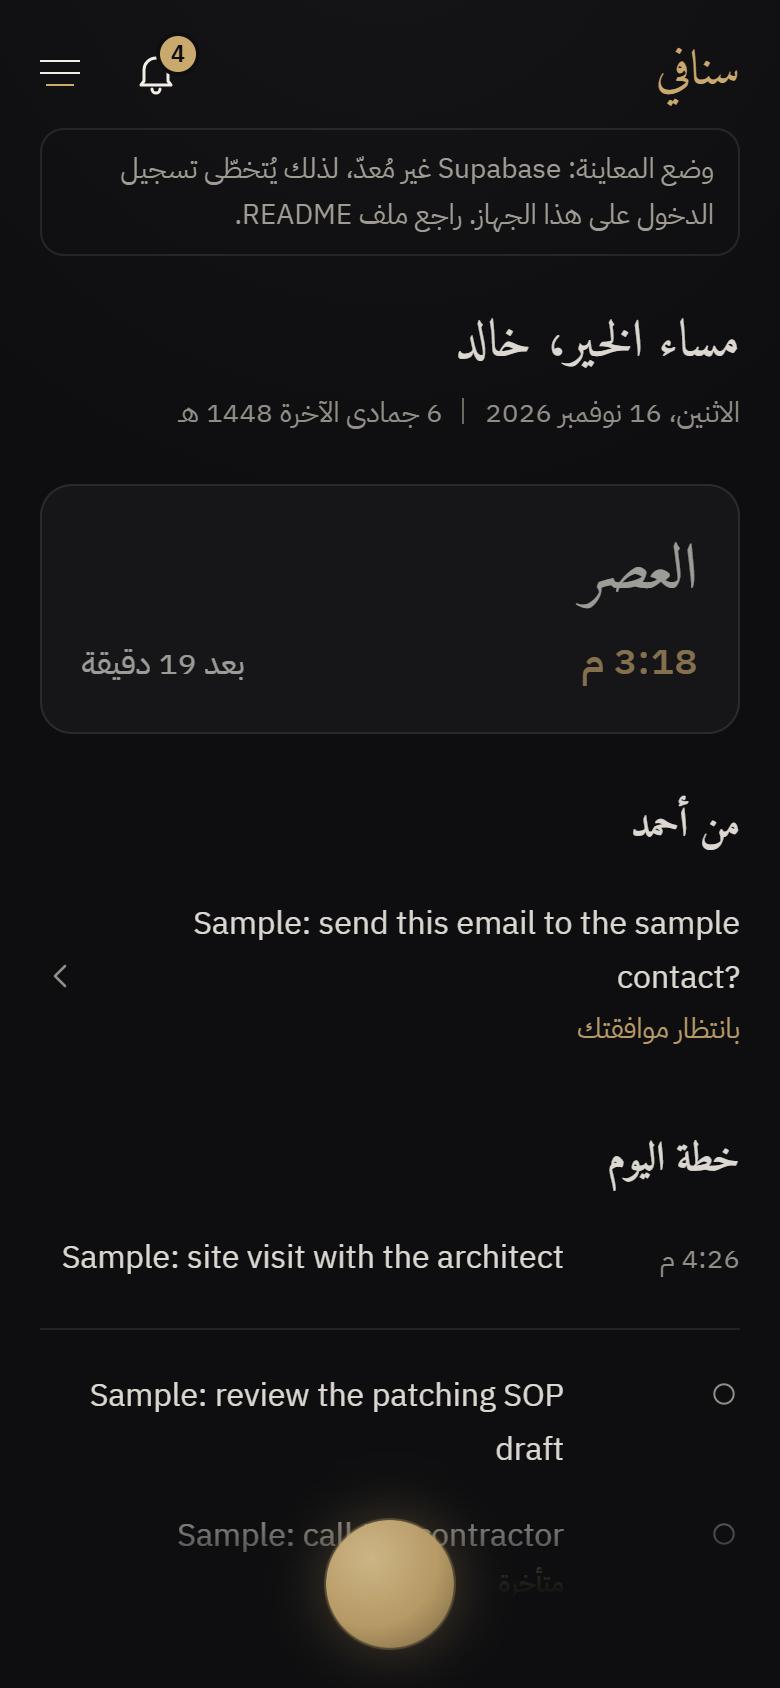 سنافي
4
وضع المعاينة: Supabase غير مُعدّ، لذلك يُتخطّى تسجيل
الدخول على هذا الجهاز. راجع ملف README.
مساء الخير، خالد
الاثنين، 16 نوفمبر 2026 | 6 جمادى الآخرة 1448 هـ
العصر
3:18 م
بعد 19 دقيقة
من أحمد
Sample: send this email to the sample
contact?
بانتظار موافقتك
خطة اليوم
4:26 م
Sample: site visit with the architect
Sample: review the patching SOP
draft
Sample: call ontractor
متأخرة